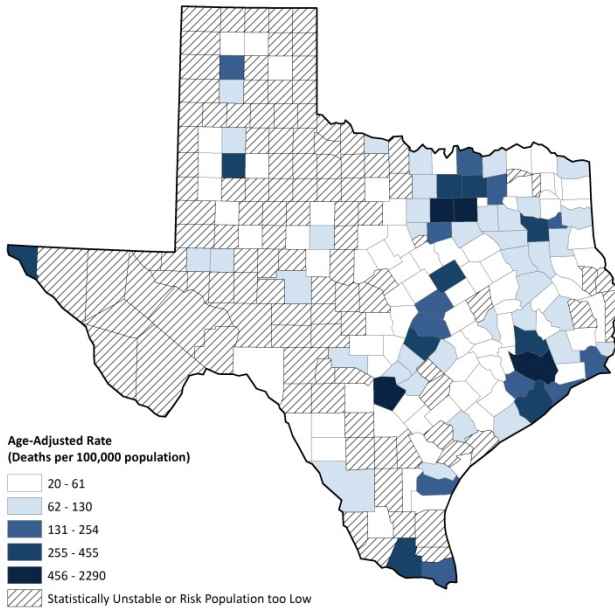 Age-Adjusted Rate
(Deaths per 100,000 population)
20 - 61
62 - 130
131 - 254
255 - 455
456 - 2290
Statistically Unstable or Risk Population too Low